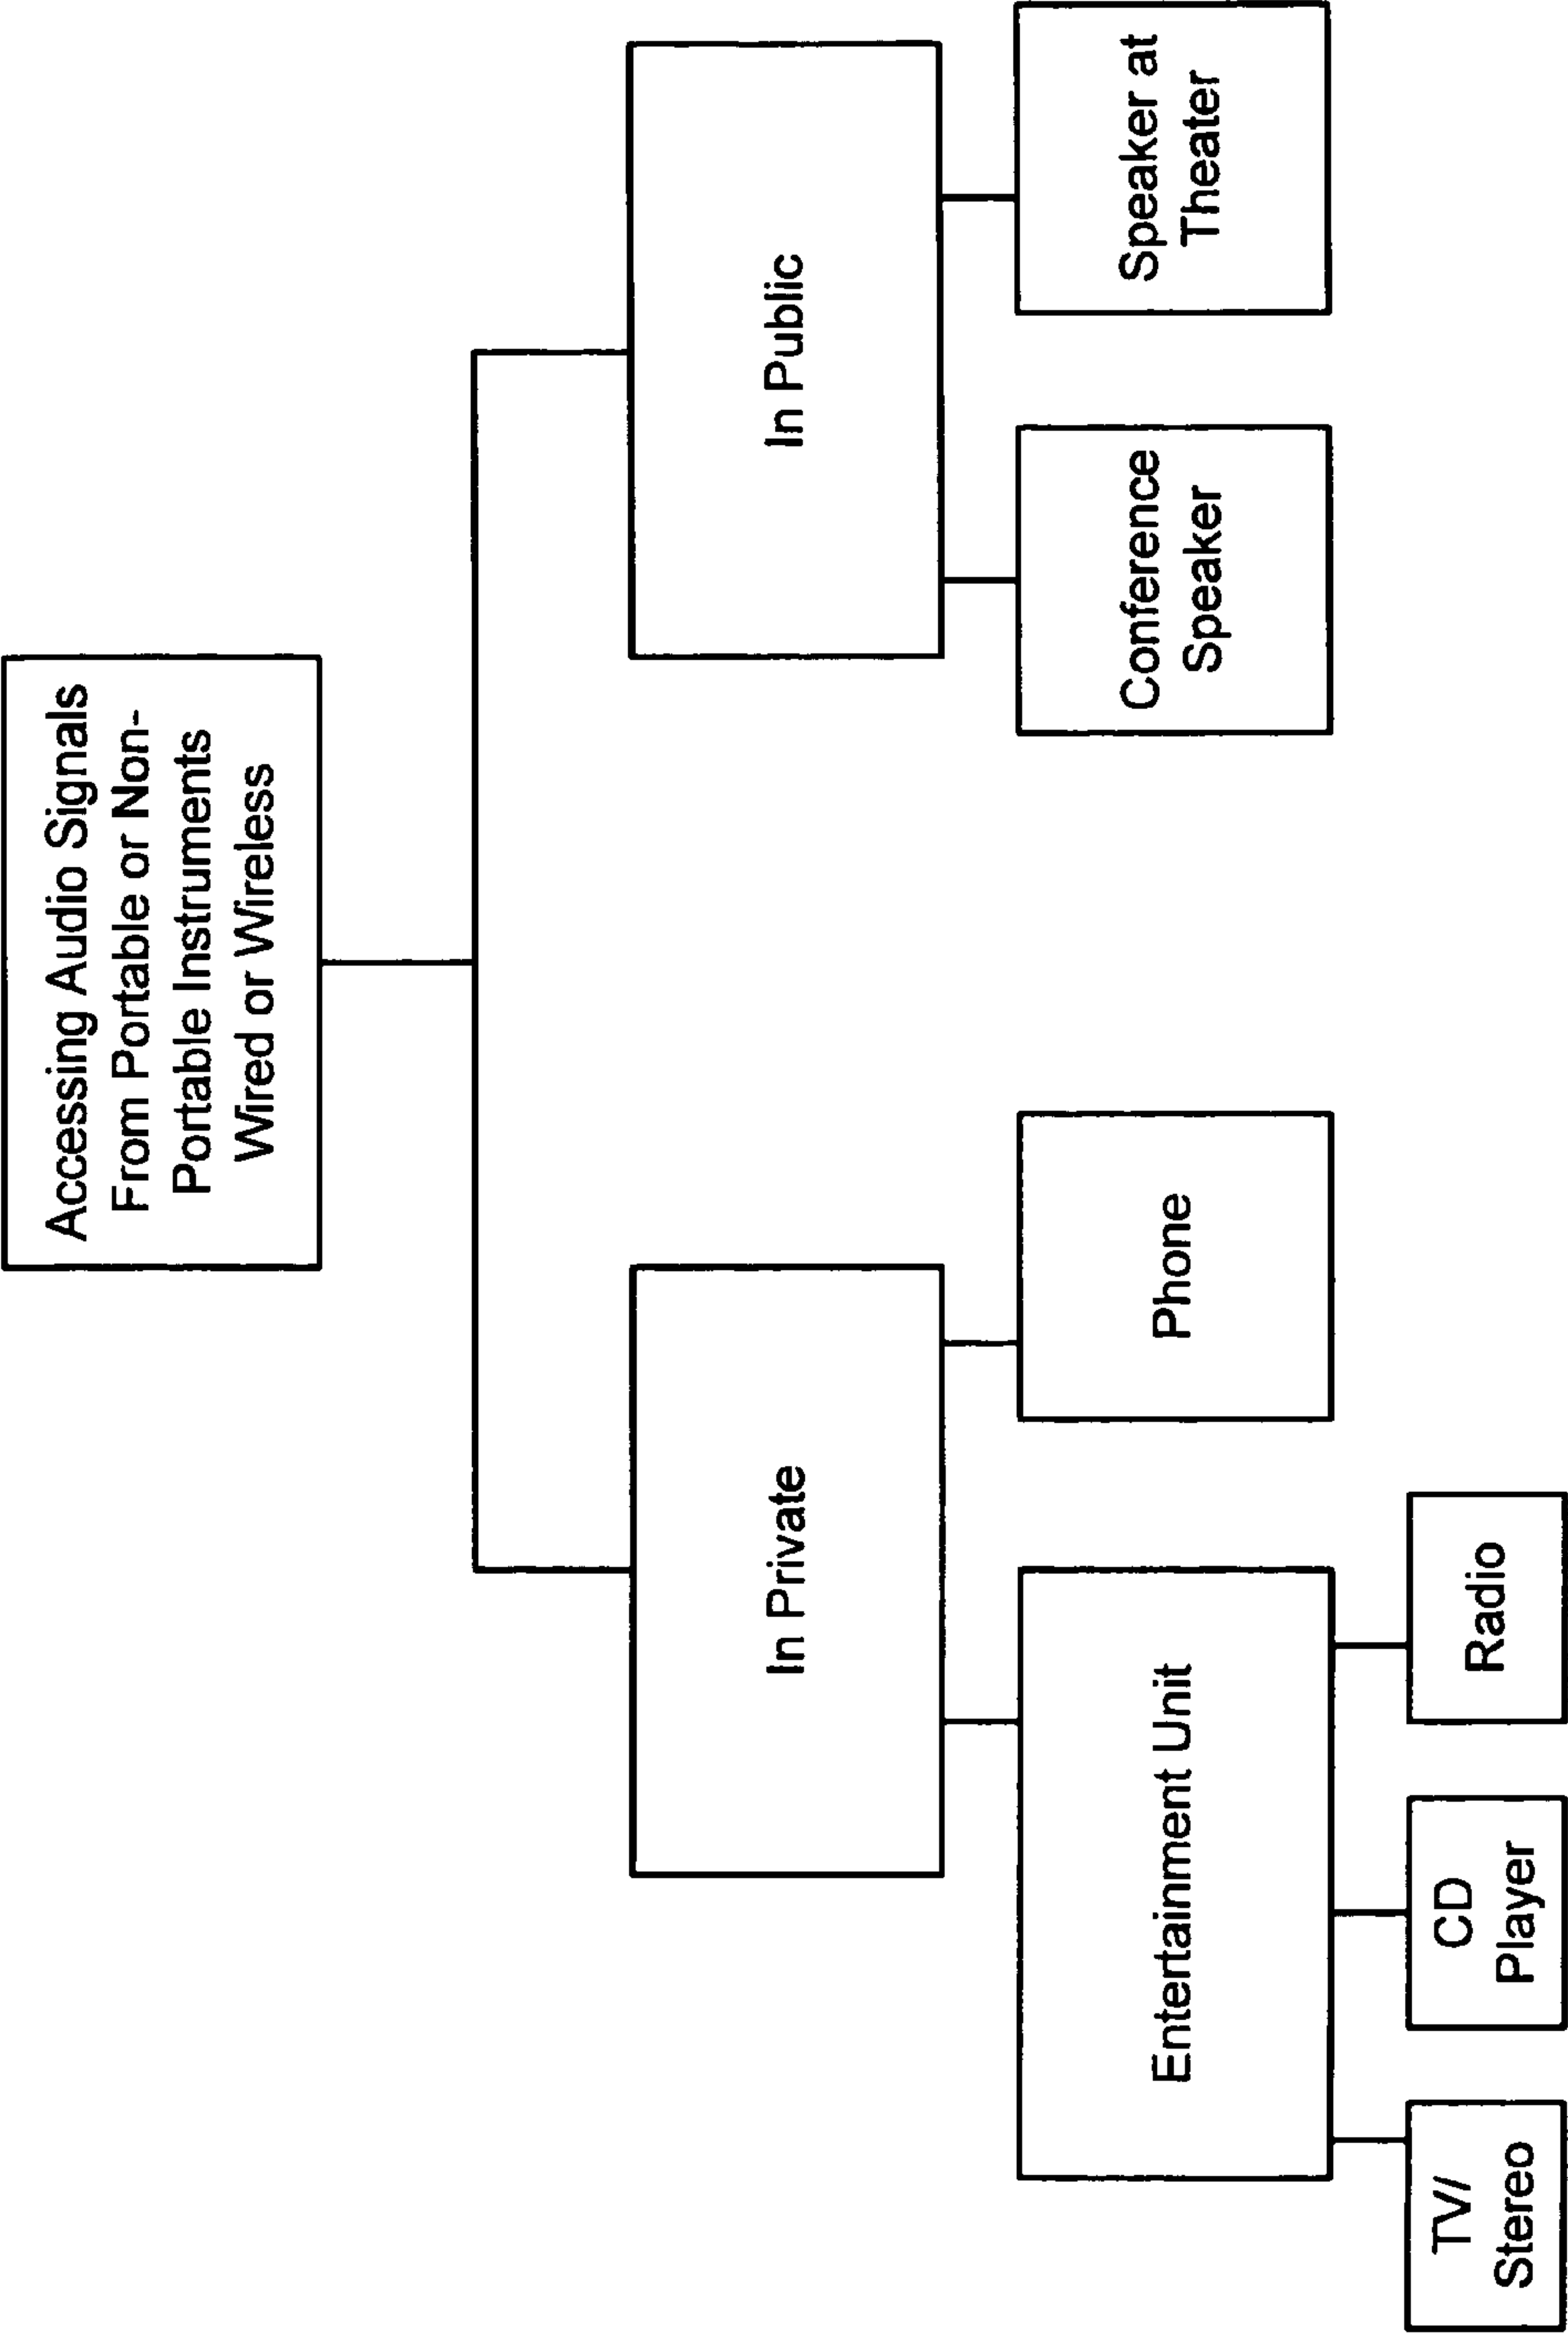 Accessing Audio Signals
From Portable or Non-
Portable Instruments
Wired or Wireless
In Private
In Public
Entertainment Unit
Phone
Conference
Speaker
Speaker at
Theater
TV/
Stereo
CD
Player
Radio